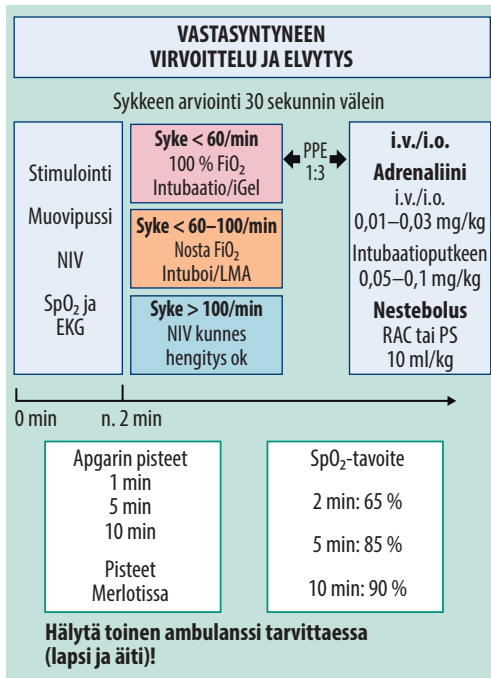 VASTASYNTYNEEN
VIRVOITTELU JA ELVYTYS
Sykkeen arviointi 30 sekunnin välein
Stimulointi
Muovipussi
NIV
SpO₂ ja
EKG
Syke < 60/min
100 % FiO₂
Intubaatio/iGel
Syke < 60–100/min
Nosta FiO₂
Intuboi/LMA
Syke > 100/min
NIV kunnes
hengitys ok
PPE
1:3
i.v./i.o.
Adrenaliini
i.v./i.o.
0,01–0,03 mg/kg
Intubaatioputkeen
0,05–0,1 mg/kg
Nestebolus
RAC tai PS
10 ml/kg
0 min
n. 2 min
Apgarin pisteet
1 min
5 min
10 min
Pisteet
Merlotissa
SpO₂-tavoite
2 min: 65 %
5 min: 85 %
10 min: 90 %
Hälytä toinen ambulanssi tarvittaessa
(lapsi ja äiti)!